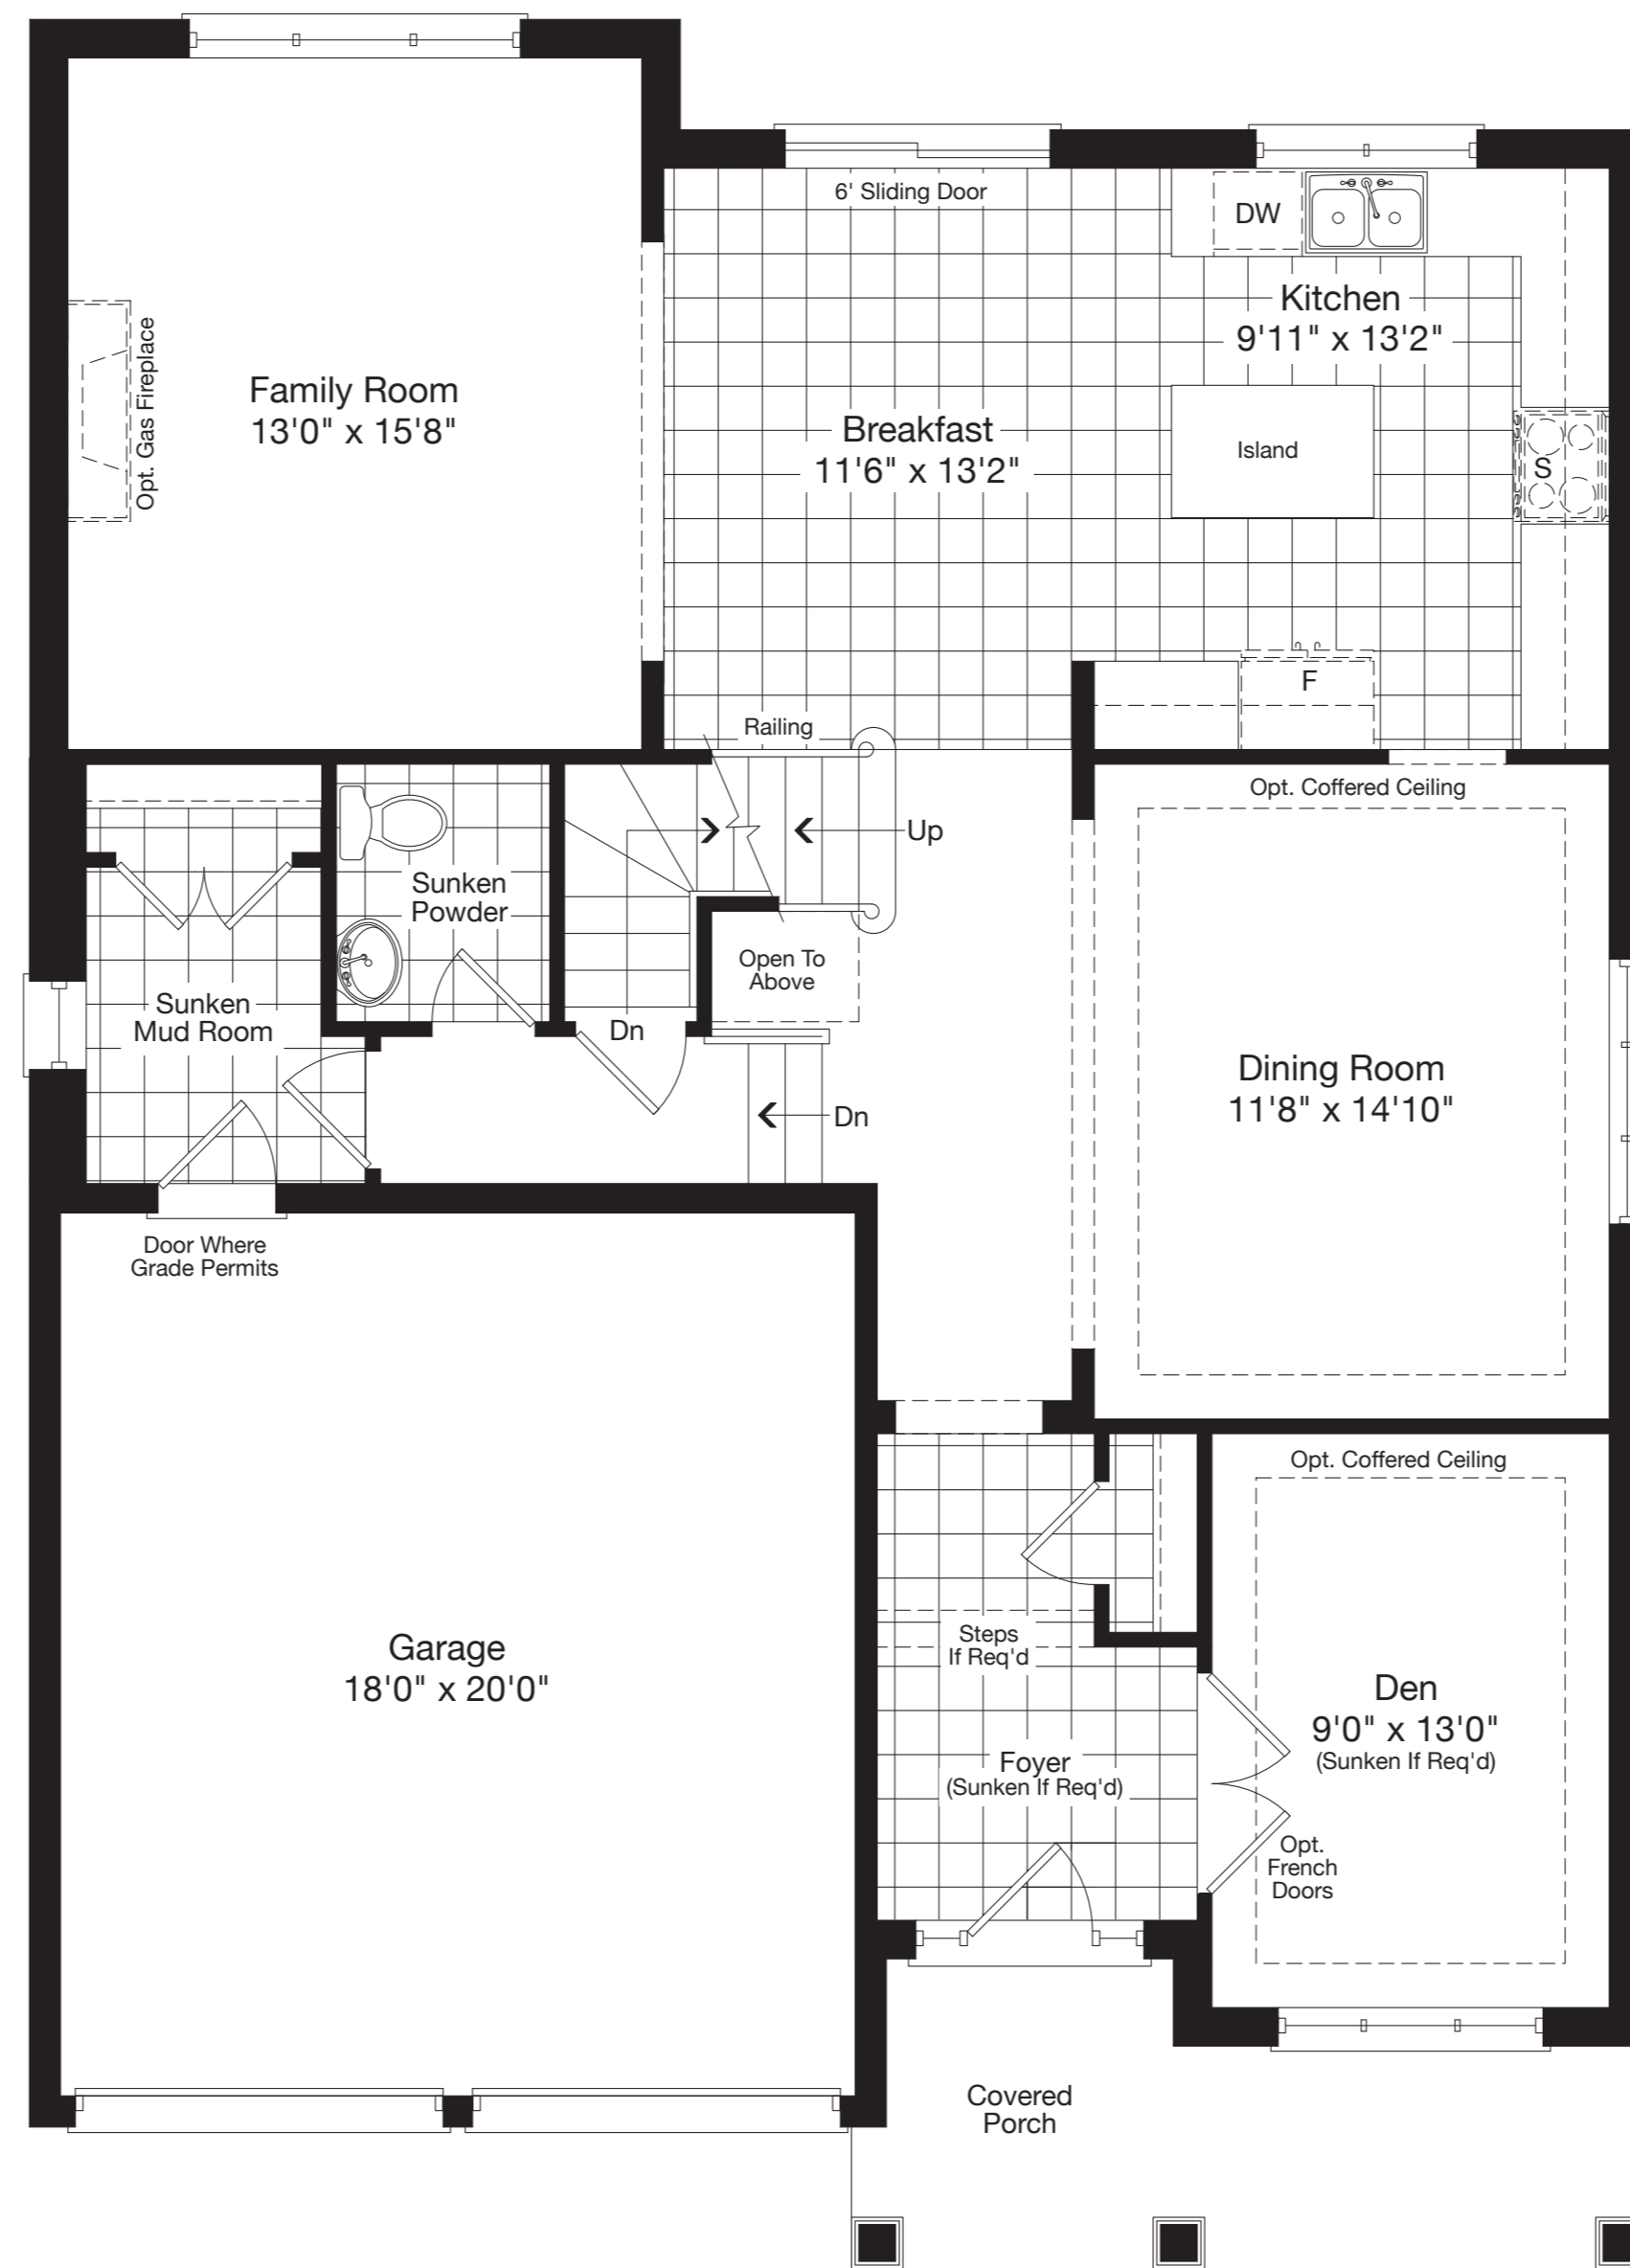 6' Sliding Door
DW
Kitchen
9'11" x 13'2"
Family Room
13'0" x 15'8"
Opt. Gas Fireplace
Breakfast
11'6" x 13'2"
Island
S
F
Railing
Opt. Coffered Ceiling
Up
Sunken
Powder
Open To
Above
Sunken
Mud Room
Dn
Dining Room
11'8" x 14'10"
Dn
Door Where
Grade Permits
Opt. Coffered Ceiling
Steps
If Req'd
Garage
18'0" x 20'0"
Den
9'0" x 13'0"
(Sunken If Req'd)
Foyer
(Sunken If Req'd)
Opt.
French
Doors
Covered
Porch